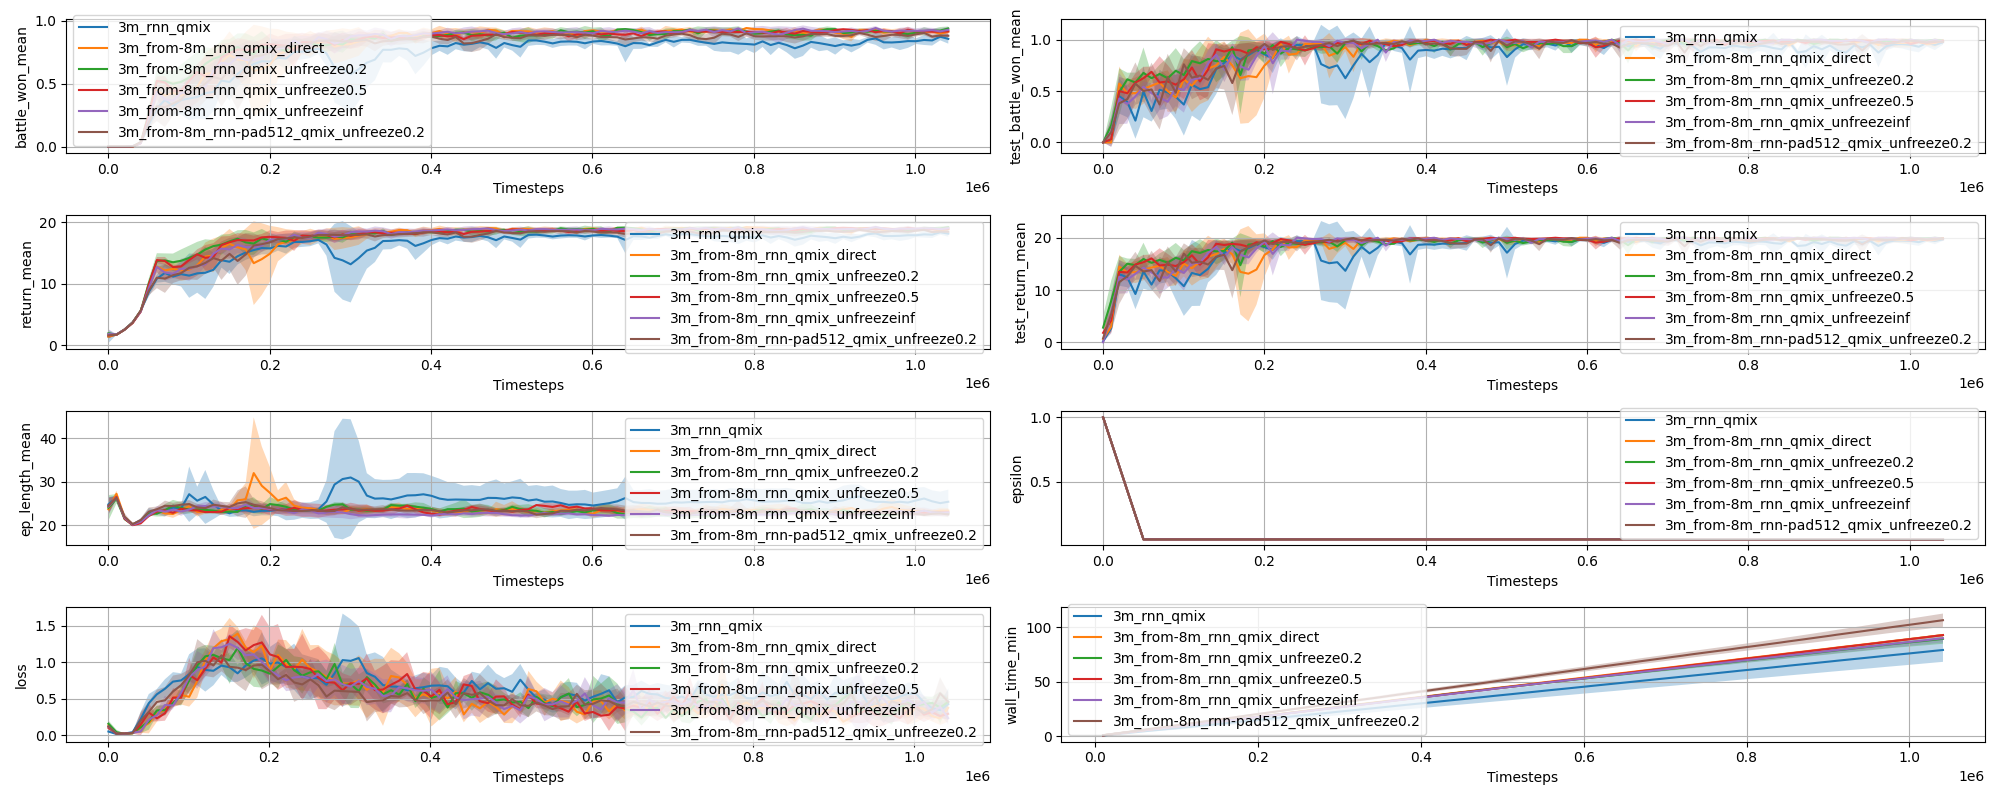 battle_won_mean
1.0
0.5
0.0
3m_rnn_qmix
3m_from-8m_rnn_qmix_direct
3m_from-8m_rnn_qmix_unfreeze0.2
3m_from-8m_rnn_qmix_unfreeze0.5
3m_from-8m_rnn_qmix_unfreezeinf
3m_from-8m_rnn-pad512_qmix_unfreeze0.2
0.0 0.2 0.4 0.6 0.8 1.0
Timesteps
1e6
test_battle_won_mean
1.0
0.5
0.0
3m_rnn_qmix
3m_from-8m_rnn_qmix_direct
3m_from-8m_rnn_qmix_unfreeze0.2
3m_from-8m_rnn_qmix_unfreeze0.5
3m_from-8m_rnn_qmix_unfreezeinf
3m_from-8m_rnn-pad512_qmix_unfreeze0.2
0.0 0.2 0.4 0.6 0.8 1.0
Timesteps
1e6
return_mean
20
10
0
3m_rnn_qmix
3m_from-8m_rnn_qmix_direct
3m_from-8m_rnn_qmix_unfreeze0.2
3m_from-8m_rnn_qmix_unfreeze0.5
3m_from-8m_rnn_qmix_unfreezeinf
3m_from-8m_rnn-pad512_qmix_unfreeze0.2
0.0 0.2 0.4 0.6 0.8 1.0
Timesteps
1e6
test_return_mean
20
10
0
3m_rnn_qmix
3m_from-8m_rnn_qmix_direct
3m_from-8m_rnn_qmix_unfreeze0.2
3m_from-8m_rnn_qmix_unfreeze0.5
3m_from-8m_rnn_qmix_unfreezeinf
3m_from-8m_rnn-pad512_qmix_unfreeze0.2
0.0 0.2 0.4 0.6 0.8 1.0
Timesteps
1e6
ep_length_mean
40
30
20
3m_rnn_qmix
3m_from-8m_rnn_qmix_direct
3m_from-8m_rnn_qmix_unfreeze0.2
3m_from-8m_rnn_qmix_unfreeze0.5
3m_from-8m_rnn_qmix_unfreezeinf
3m_from-8m_rnn-pad512_qmix_unfreeze0.2
0.0 0.2 0.4 0.6 0.8 1.0
Timesteps
1e6
epsilon
1.0
0.5
3m_rnn_qmix
3m_from-8m_rnn_qmix_direct
3m_from-8m_rnn_qmix_unfreeze0.2
3m_from-8m_rnn_qmix_unfreeze0.5
3m_from-8m_rnn_qmix_unfreezeinf
3m_from-8m_rnn-pad512_qmix_unfreeze0.2
0.0 0.2 0.4 0.6 0.8 1.0
Timesteps
1e6
loss
1.5
1.0
0.5
0.0
3m_rnn_qmix
3m_from-8m_rnn_qmix_direct
3m_from-8m_rnn_qmix_unfreeze0.2
3m_from-8m_rnn_qmix_unfreeze0.5
3m_from-8m_rnn_qmix_unfreezeinf
3m_from-8m_rnn-pad512_qmix_unfreeze0.2
0.0 0.2 0.4 0.6 0.8 1.0
Timesteps
1e6
wall_time_min
100
50
0
3m_rnn_qmix
3m_from-8m_rnn_qmix_direct
3m_from-8m_rnn_qmix_unfreeze0.2
3m_from-8m_rnn_qmix_unfreeze0.5
3m_from-8m_rnn_qmix_unfreezeinf
3m_from-8m_rnn-pad512_qmix_unfreeze0.2
0.0 0.2 0.4 0.6 0.8 1.0
Timesteps
1e6